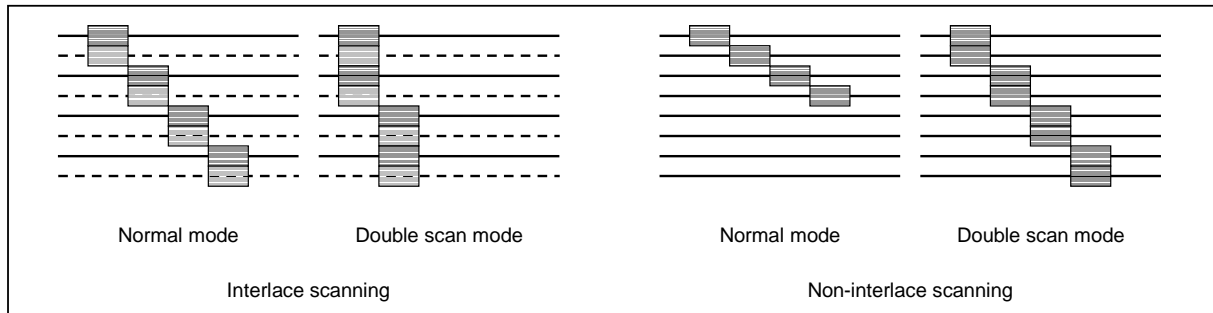 Normal mode Double scan mode Normal mode Double scan mode
Interlace scanning Non-interlace scanning